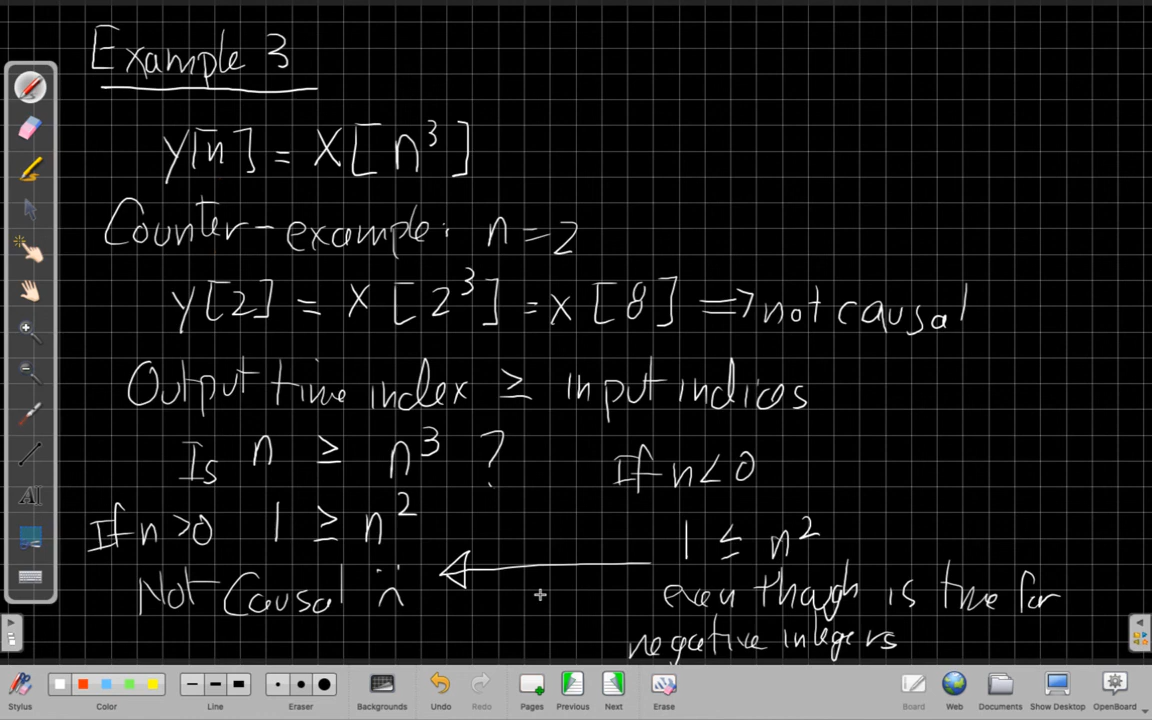 Example 3
y[n] = x[n³]
Counter-example: n=2
y[2] = x[2³] = x[8] ⟹ not causal
Output time index ≥ input indices
Is n ≥ n³ ?
If n<0
If n>0 1 ≥ n²
1 ≤ n²
Not Causal ⟵ even though is true for
negative integers
Stylus
Color
Line
Eraser
Backgrounds
Undo
Redo
Pages
Previous
Next
Erase
Board
Web
Documents
Show Desktop
OpenBoard